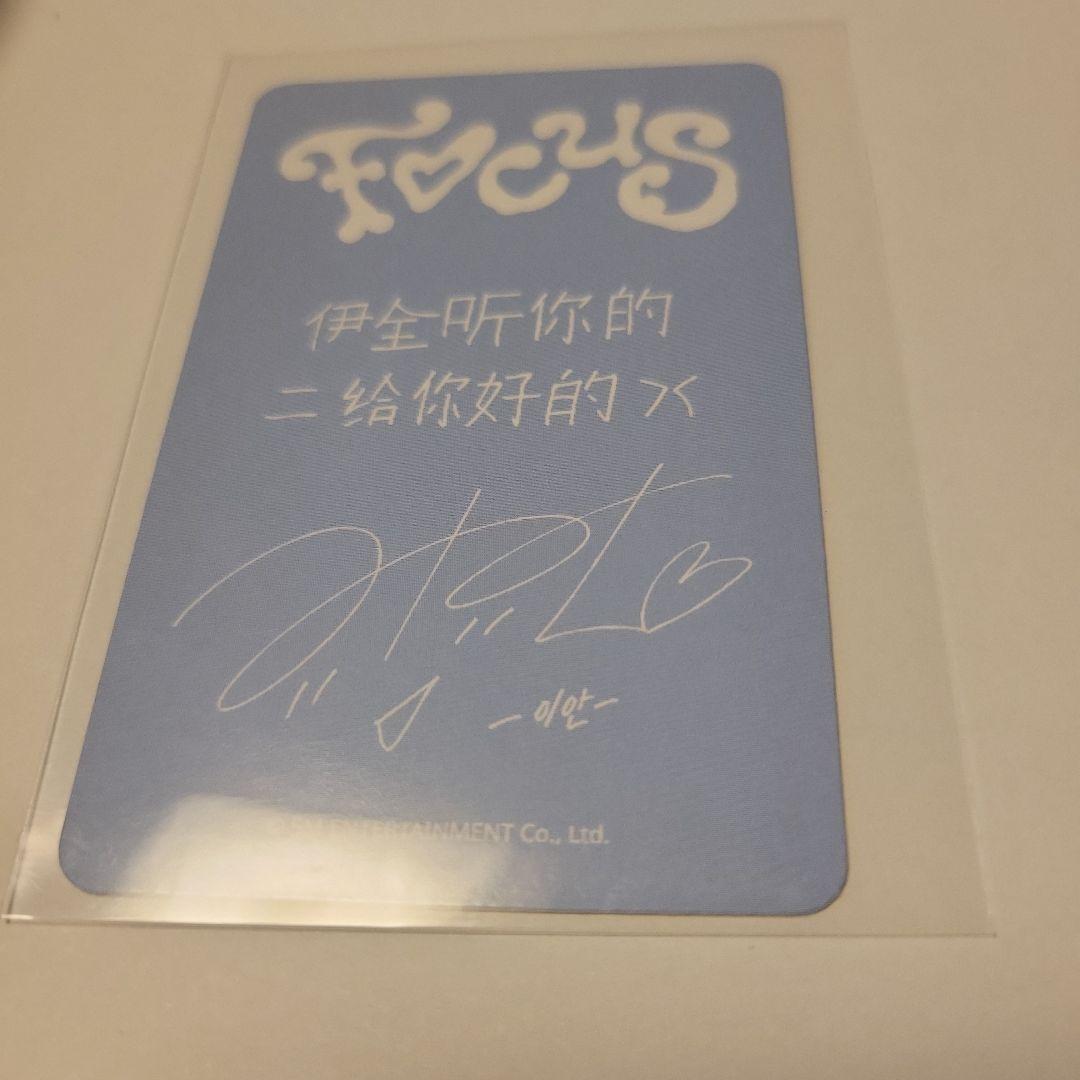 Focus
伊全听你的
二给你好的 ><
- 이안 -
ENTERTAINMENT Co., Ltd.